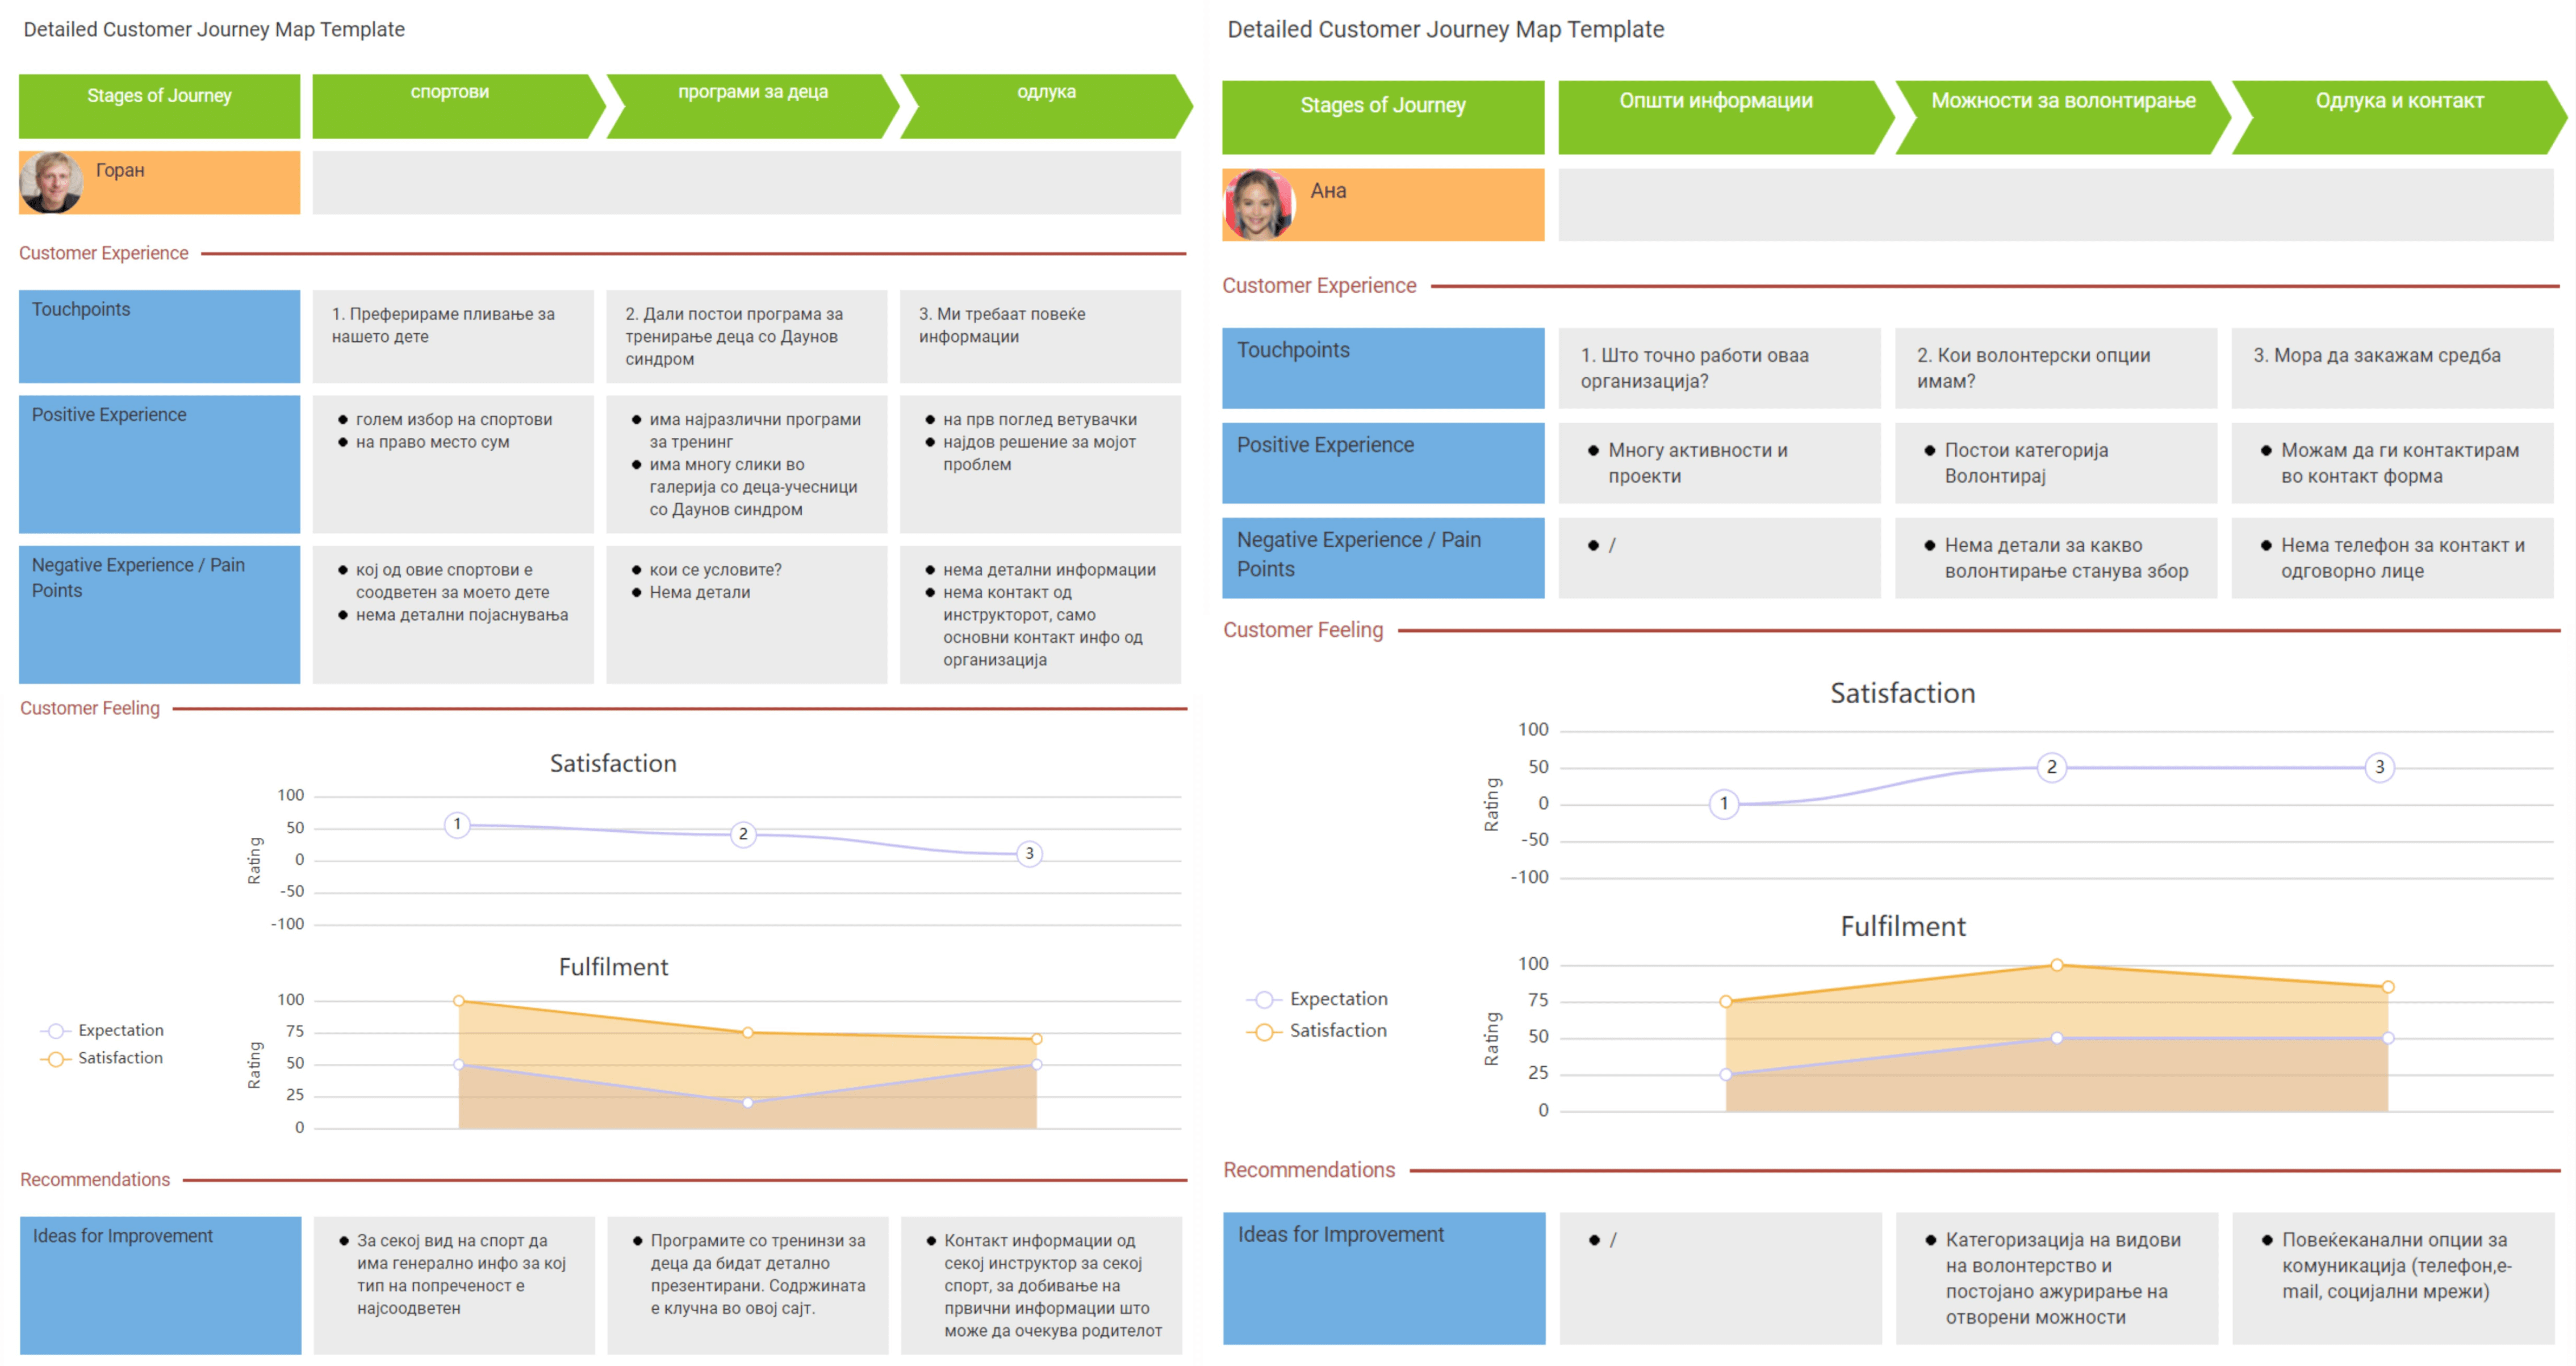 Detailed Customer Journey Map Template
Stages of Journey
спортови
програми за деца
одлука
Горан
Customer Experience
Touchpoints
1. Преферираме пливање за
нашето дете
2. Дали постои програма за
тренирање деца со Даунов
синдром
3. Ми требаат повеќе
информации
Positive Experience
голем избор на спортови
на право место сум
има најразлични програми
за тренинг
има многу слики во
галерија со деца-учесници
со Даунов синдром
на прв поглед ветувачки
најдов решение за мојот
проблем
Negative Experience / Pain
Points
кој од овие спортови е
соодветен за моето дете
нема детални појаснувања
кои се условите?
Нема детали
нема детални информации
нема контакт од
инструкторот, само
основни контакт инфо од
организација
Customer Feeling
Satisfaction
100
50
0
-50
-100
Rating
1
2
3
Fulfilment
Expectation
Satisfaction
100
75
50
25
0
Rating
Recommendations
Ideas for Improvement
За секој вид на спорт да
има генерално инфо за кој
тип на попреченост е
најсоодветен
Програмите со тренинзи за
деца да бидат детално
презентирани. Содржината
е клучна во овој сајт.
Контакт информации од
секој инструктор за секој
спорт, за добивање на
првични информации што
може да очекува родителот
Detailed Customer Journey Map Template
Stages of Journey
Општи информации
Можности за волонтирање
Одлука и контакт
Ана
Customer Experience
Touchpoints
1. Што точно работи оваа
организација?
2. Кои волонтерски опции
имам?
3. Мора да закажам средба
Positive Experience
Многу активности и
проекти
Постои категорија
Волонтирај
Можам да ги контактирам
во контакт форма
Negative Experience / Pain
Points
/
Нема детали за какво
волонтирање станува збор
Нема телефон за контакт и
одговорно лице
Customer Feeling
Satisfaction
100
50
0
-50
-100
Rating
1
2
3
Fulfilment
Expectation
Satisfaction
100
75
50
25
0
Rating
Recommendations
Ideas for Improvement
/
Категоризација на видови
на волонтерство и
постојано ажурирање на
отворени можности
Повеќеканални опции за
комуникација (телефон,e-
mail, социјални мрежи)